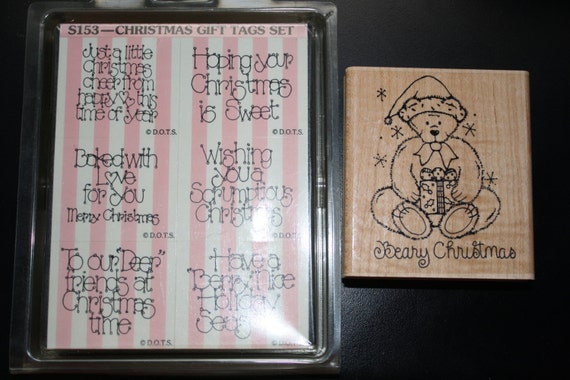 S153—CHRISTMAS GIFT TAGS SET
Just a little
christmas
cheer from
happy this
time of year
© D.O.T.S.
Hoping your
Christmas
is Sweet
© D.O.T.S.
Baked with
Love
for you
Merry Christmas
© D.O.T.S.
Wishing
you a
Scrumptious
Christmas
© D.O.T.S.
To our "Deer"
friends at
Christmas
time
© D.O.T.S.
Have a
"Berry" Nice
Holiday
Season
© D.O.T.S.
Beary Christmas